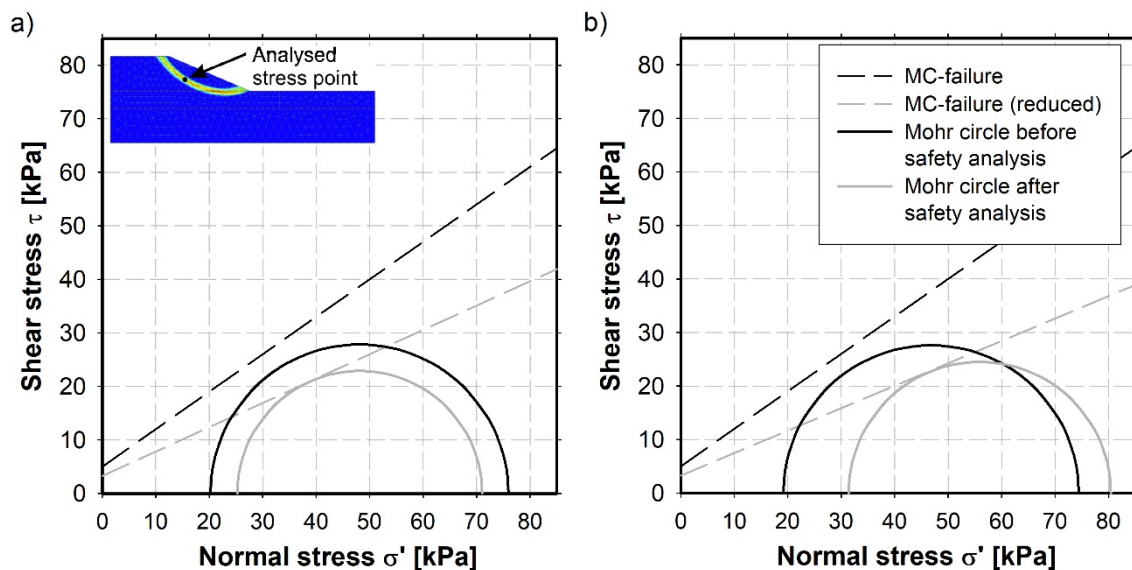 a)
Analysed
stress point
80
70
60
50
40
30
20
10
0
Shear stress τ [kPa]
0 10 20 30 40 50 60 70 80
Normal stress σ' [kPa]
b)
MC-failure
MC-failure (reduced)
Mohr circle before
safety analysis
Mohr circle after
safety analysis
80
70
60
50
40
30
20
10
0
Shear stress τ [kPa]
0 10 20 30 40 50 60 70 80
Normal stress σ' [kPa]